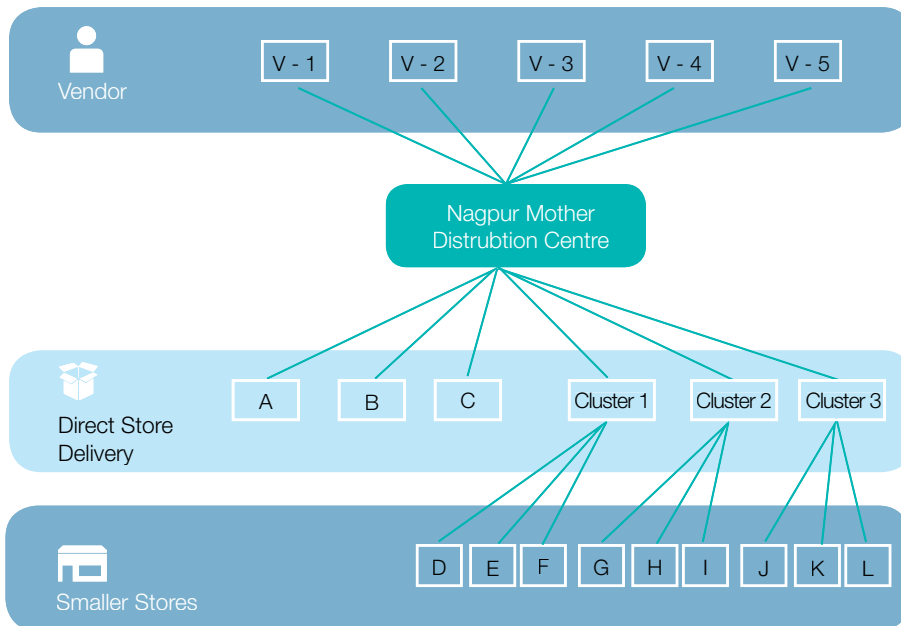 Vendor
V - 1
V - 2
V - 3
V - 4
V - 5
Nagpur Mother
Distrubtion Centre
Direct Store
Delivery
A
B
C
Cluster 1
Cluster 2
Cluster 3
Smaller Stores
D
E
F
G
H
I
J
K
L